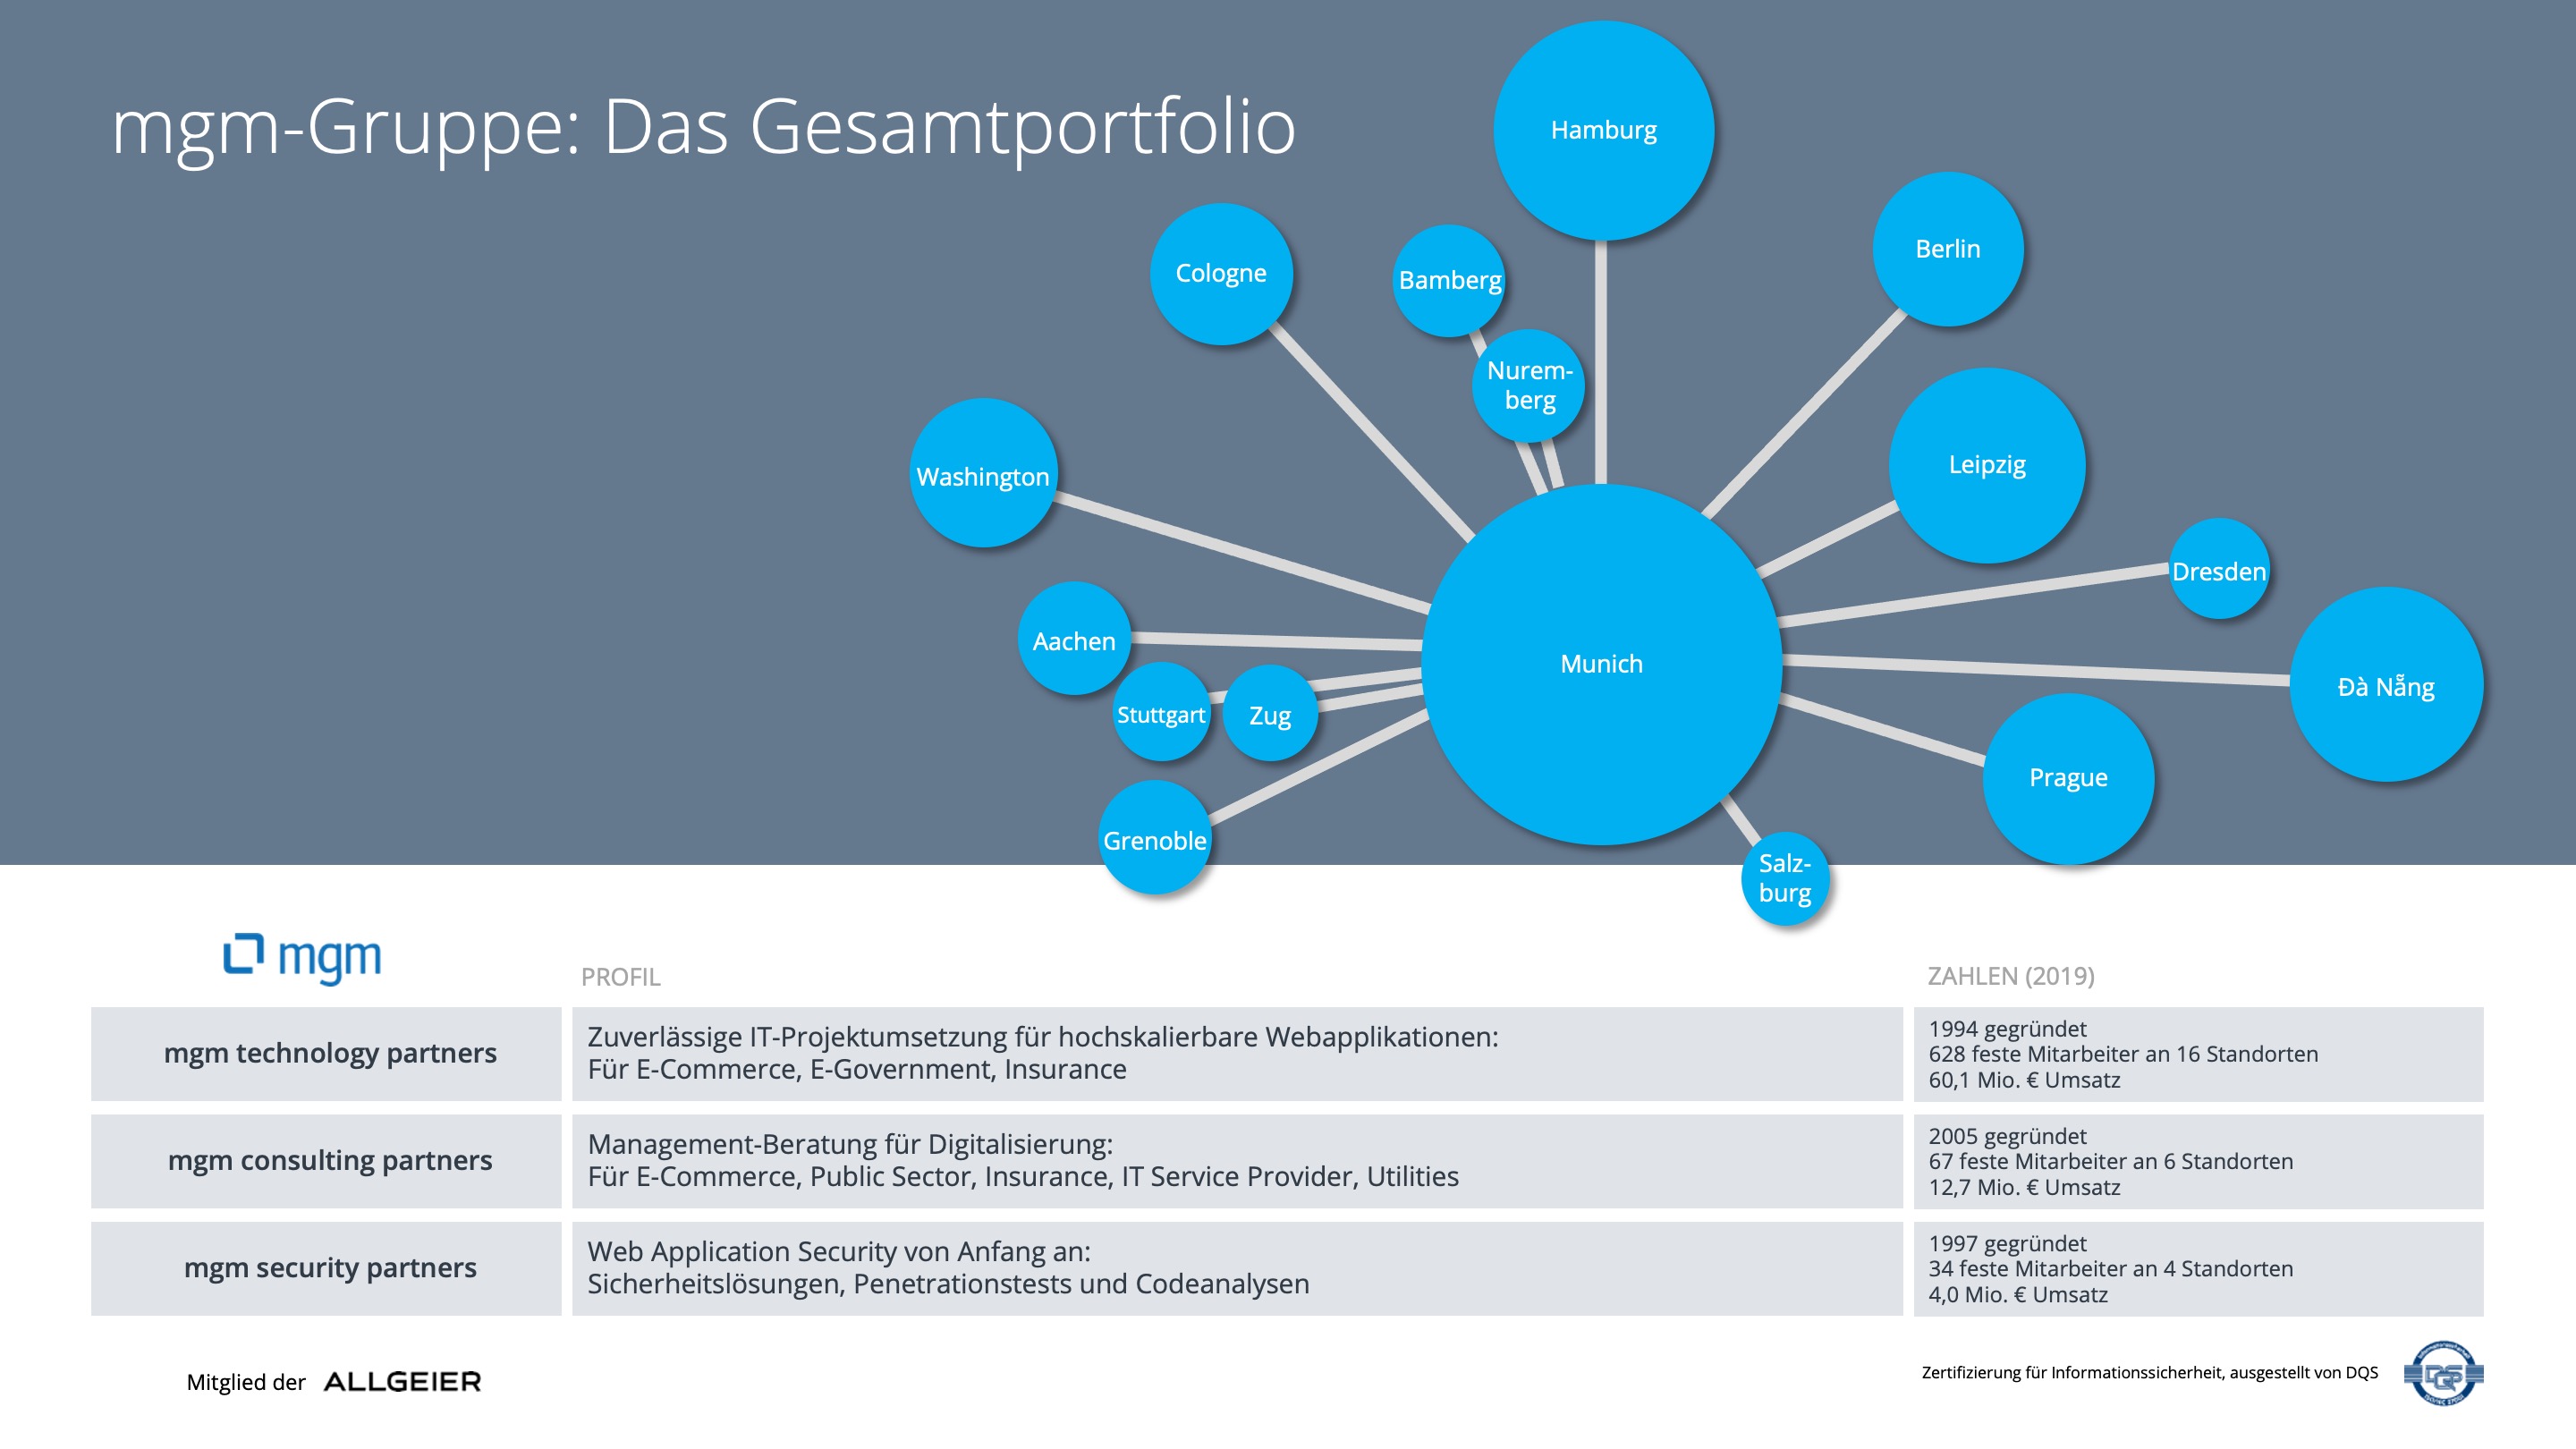 mgm-Gruppe: Das Gesamtportfolio
Hamburg
Berlin
Cologne
Bamberg
Nurem-
berg
Leipzig
Washington
Dresden
Aachen
Munich
Đà Nẵng
Stuttgart
Zug
Prague
Grenoble
Salz-
burg
mgm
PROFIL
ZAHLEN (2019)
mgm technology partners
Zuverlässige IT-Projektumsetzung für hochskalierbare Webapplikationen:
Für E-Commerce, E-Government, Insurance
1994 gegründet
628 feste Mitarbeiter an 16 Standorten
60,1 Mio. € Umsatz
mgm consulting partners
Management-Beratung für Digitalisierung:
Für E-Commerce, Public Sector, Insurance, IT Service Provider, Utilities
2005 gegründet
67 feste Mitarbeiter an 6 Standorten
12,7 Mio. € Umsatz
mgm security partners
Web Application Security von Anfang an:
Sicherheitslösungen, Penetrationstests und Codeanalysen
1997 gegründet
34 feste Mitarbeiter an 4 Standorten
4,0 Mio. € Umsatz
Mitglied der ALLGEIER
Zertifizierung für Informationssicherheit, ausgestellt von DQS
DQS